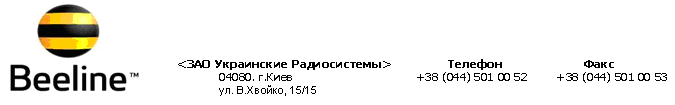 Beeline™
<ЗАО Украинские Радиосистемы> Телефон Факс
04080. г.Киев +38 (044) 501 00 52 +38 (044) 501 00 53
ул. В.Хвойко, 15/15